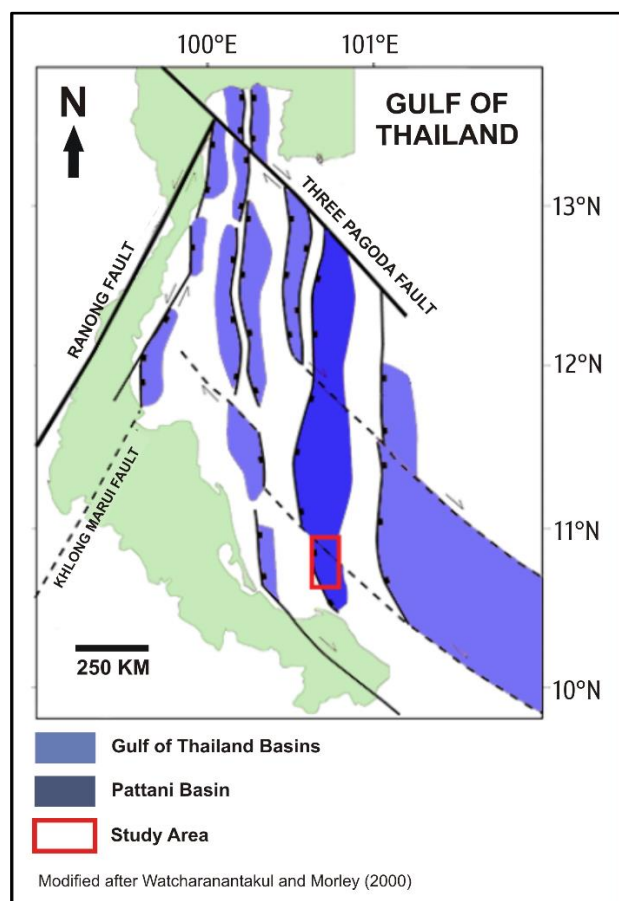 100°E
101°E
N
GULF OF
THAILAND
13°N
THREE PAGODA FAULT
RANONG FAULT
12°N
KHLONG MARUI FAULT
11°N
250 KM
10°N
Gulf of Thailand Basins
Pattani Basin
Study Area
Modified after Watcharanantakul and Morley (2000)